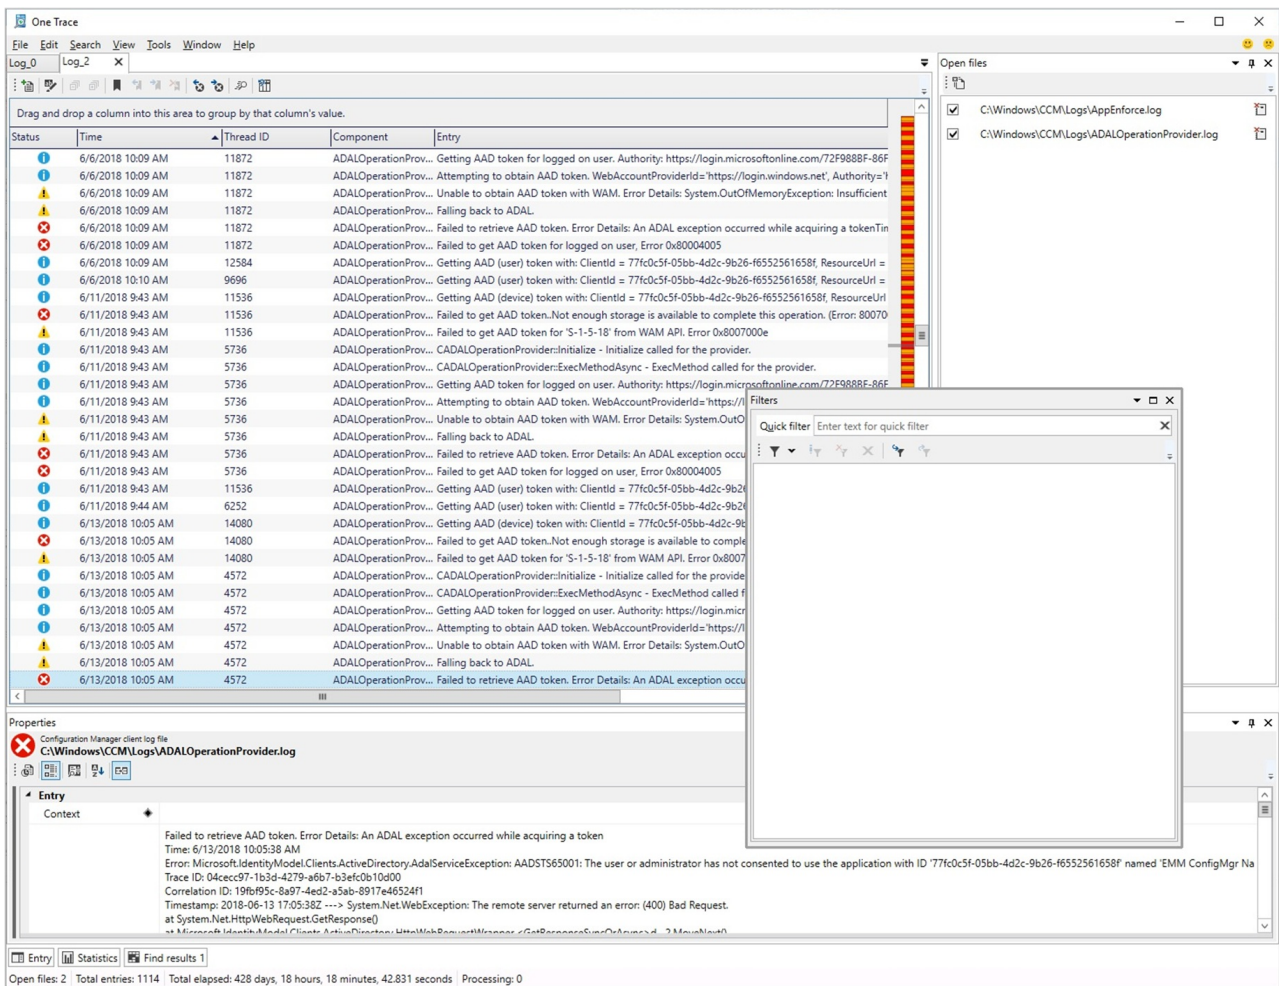 One Trace
File Edit Search View Tools Window Help
Log_0 Log_2
Drag and drop a column into this area to group by that column's value.
Status Time Thread ID Component Entry
6/6/2018 10:09 AM 11872 ADALOperationProv... Getting AAD token for logged on user. Authority: https://login.microsoftonline.com/72F988BF-86F
6/6/2018 10:09 AM 11872 ADALOperationProv... Attempting to obtain AAD token. WebAccountProviderId='https://login.windows.net', Authority='h
6/6/2018 10:09 AM 11872 ADALOperationProv... Unable to obtain AAD token with WAM. Error Details: System.OutOfMemoryException: Insufficient
6/6/2018 10:09 AM 11872 ADALOperationProv... Falling back to ADAL.
6/6/2018 10:09 AM 11872 ADALOperationProv... Failed to retrieve AAD token. Error Details: An ADAL exception occurred while acquiring a tokenTin
6/6/2018 10:09 AM 11872 ADALOperationProv... Failed to get AAD token for logged on user, Error 0x80004005
6/6/2018 10:09 AM 12584 ADALOperationProv... Getting AAD (user) token with: ClientId = 77fc0c5f-05bb-4d2c-9b26-f6552561658f, ResourceUrl =
6/6/2018 10:10 AM 9696 ADALOperationProv... Getting AAD (user) token with: ClientId = 77fc0c5f-05bb-4d2c-9b26-f6552561658f, ResourceUrl =
6/11/2018 9:43 AM 11536 ADALOperationProv... Getting AAD (device) token with: ClientId = 77fc0c5f-05bb-4d2c-9b26-f6552561658f, ResourceUrl
6/11/2018 9:43 AM 11536 ADALOperationProv... Failed to get AAD token..Not enough storage is available to complete this operation. (Error: 80070
6/11/2018 9:43 AM 11536 ADALOperationProv... Failed to get AAD token for 'S-1-5-18' from WAM API. Error 0x8007000e
6/11/2018 9:43 AM 5736 ADALOperationProv... CADALOperationProvider::Initialize - Initialize called for the provider.
6/11/2018 9:43 AM 5736 ADALOperationProv... CADALOperationProvider::ExecMethodAsync - ExecMethod called for the provider.
6/11/2018 9:43 AM 5736 ADALOperationProv... Getting AAD token for logged on user. Authority: https://login.microsoftonline.com/72F988BF-86F
6/11/2018 9:43 AM 5736 ADALOperationProv... Attempting to obtain AAD token. WebAccountProviderId='https://l
6/11/2018 9:43 AM 5736 ADALOperationProv... Unable to obtain AAD token with WAM. Error Details: System.OutO
6/11/2018 9:43 AM 5736 ADALOperationProv... Falling back to ADAL.
6/11/2018 9:43 AM 5736 ADALOperationProv... Failed to retrieve AAD token. Error Details: An ADAL exception occu
6/11/2018 9:43 AM 5736 ADALOperationProv... Failed to get AAD token for logged on user, Error 0x80004005
6/11/2018 9:43 AM 11536 ADALOperationProv... Getting AAD (user) token with: ClientId = 77fc0c5f-05bb-4d2c-9b26
6/11/2018 9:44 AM 6252 ADALOperationProv... Getting AAD (user) token with: ClientId = 77fc0c5f-05bb-4d2c-9b26
6/13/2018 10:05 AM 14080 ADALOperationProv... Getting AAD (device) token with: ClientId = 77fc0c5f-05bb-4d2c-9b
6/13/2018 10:05 AM 14080 ADALOperationProv... Failed to get AAD token..Not enough storage is available to comple
6/13/2018 10:05 AM 14080 ADALOperationProv... Failed to get AAD token for 'S-1-5-18' from WAM API. Error 0x8007
6/13/2018 10:05 AM 4572 ADALOperationProv... CADALOperationProvider::Initialize - Initialize called for the provide
6/13/2018 10:05 AM 4572 ADALOperationProv... CADALOperationProvider::ExecMethodAsync - ExecMethod called f
6/13/2018 10:05 AM 4572 ADALOperationProv... Getting AAD token for logged on user. Authority: https://login.micr
6/13/2018 10:05 AM 4572 ADALOperationProv... Attempting to obtain AAD token. WebAccountProviderId='https://l
6/13/2018 10:05 AM 4572 ADALOperationProv... Unable to obtain AAD token with WAM. Error Details: System.OutO
6/13/2018 10:05 AM 4572 ADALOperationProv... Falling back to ADAL.
6/13/2018 10:05 AM 4572 ADALOperationProv... Failed to retrieve AAD token. Error Details: An ADAL exception occu
Open files
C:\Windows\CCM\Logs\AppEnforce.log
C:\Windows\CCM\Logs\ADALOperationProvider.log
Filters
Quick filter Enter text for quick filter
Properties
Configuration Manager client log file
C:\Windows\CCM\Logs\ADALOperationProvider.log
Entry
Context
Failed to retrieve AAD token. Error Details: An ADAL exception occurred while acquiring a token
Time: 6/13/2018 10:05:38 AM
Error: Microsoft.IdentityModel.Clients.ActiveDirectory.AdalServiceException: AADSTS65001: The user or administrator has not consented to use the application with ID '77fc0c5f-05bb-4d2c-9b26-f6552561658f' named 'EMM ConfigMgr Na
Trace ID: 04cecc97-1b3d-4279-a6b7-b3efc0b10d00
Correlation ID: 19fbf95c-8a97-4ed2-a5ab-8917e46524f1
Timestamp: 2018-06-13 17:05:38Z ---> System.Net.WebException: The remote server returned an error: (400) Bad Request.
at System.Net.HttpWebRequest.GetResponse()
at Microsoft.IdentityModel.Clients.ActiveDirectory.HttpWebRequestWrapper.<GetResponseSyncOrAsync>d__2.MoveNext()
Entry Statistics Find results 1
Open files: 2 Total entries: 1114 Total elapsed: 428 days, 18 hours, 18 minutes, 42.831 seconds Processing: 0